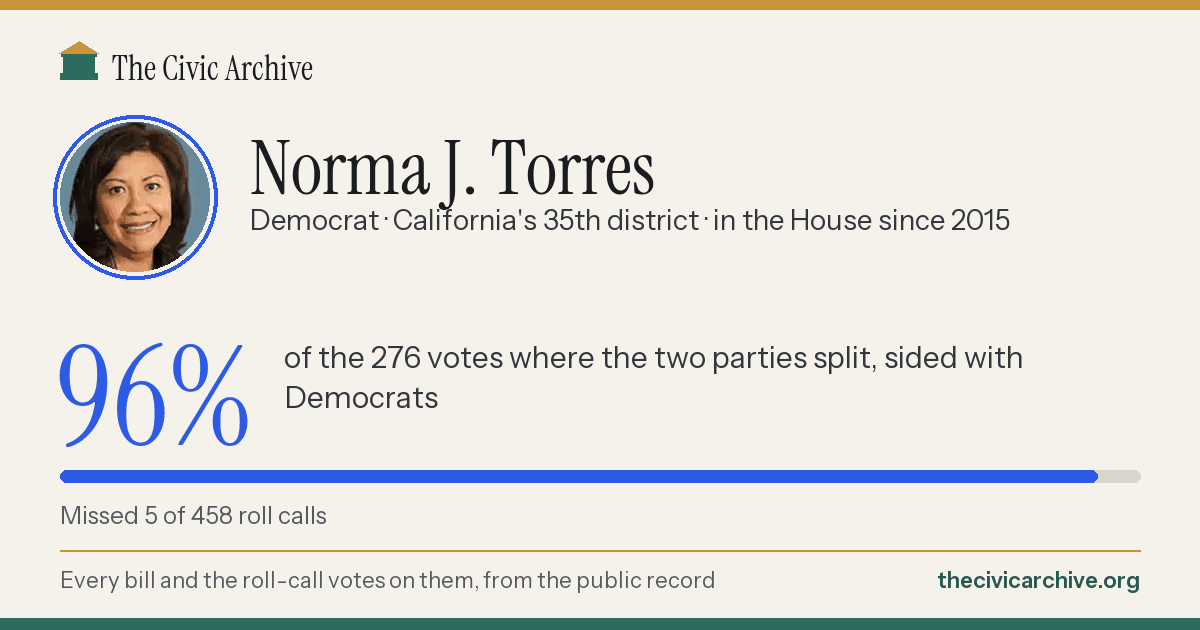 The Civic Archive
Norma J. Torres
Democrat · California's 35th district · in the House since 2015
96%
of the 276 votes where the two parties split, sided with
Democrats
Missed 5 of 458 roll calls
Every bill and the roll-call votes on them, from the public record
thecivicarchive.org